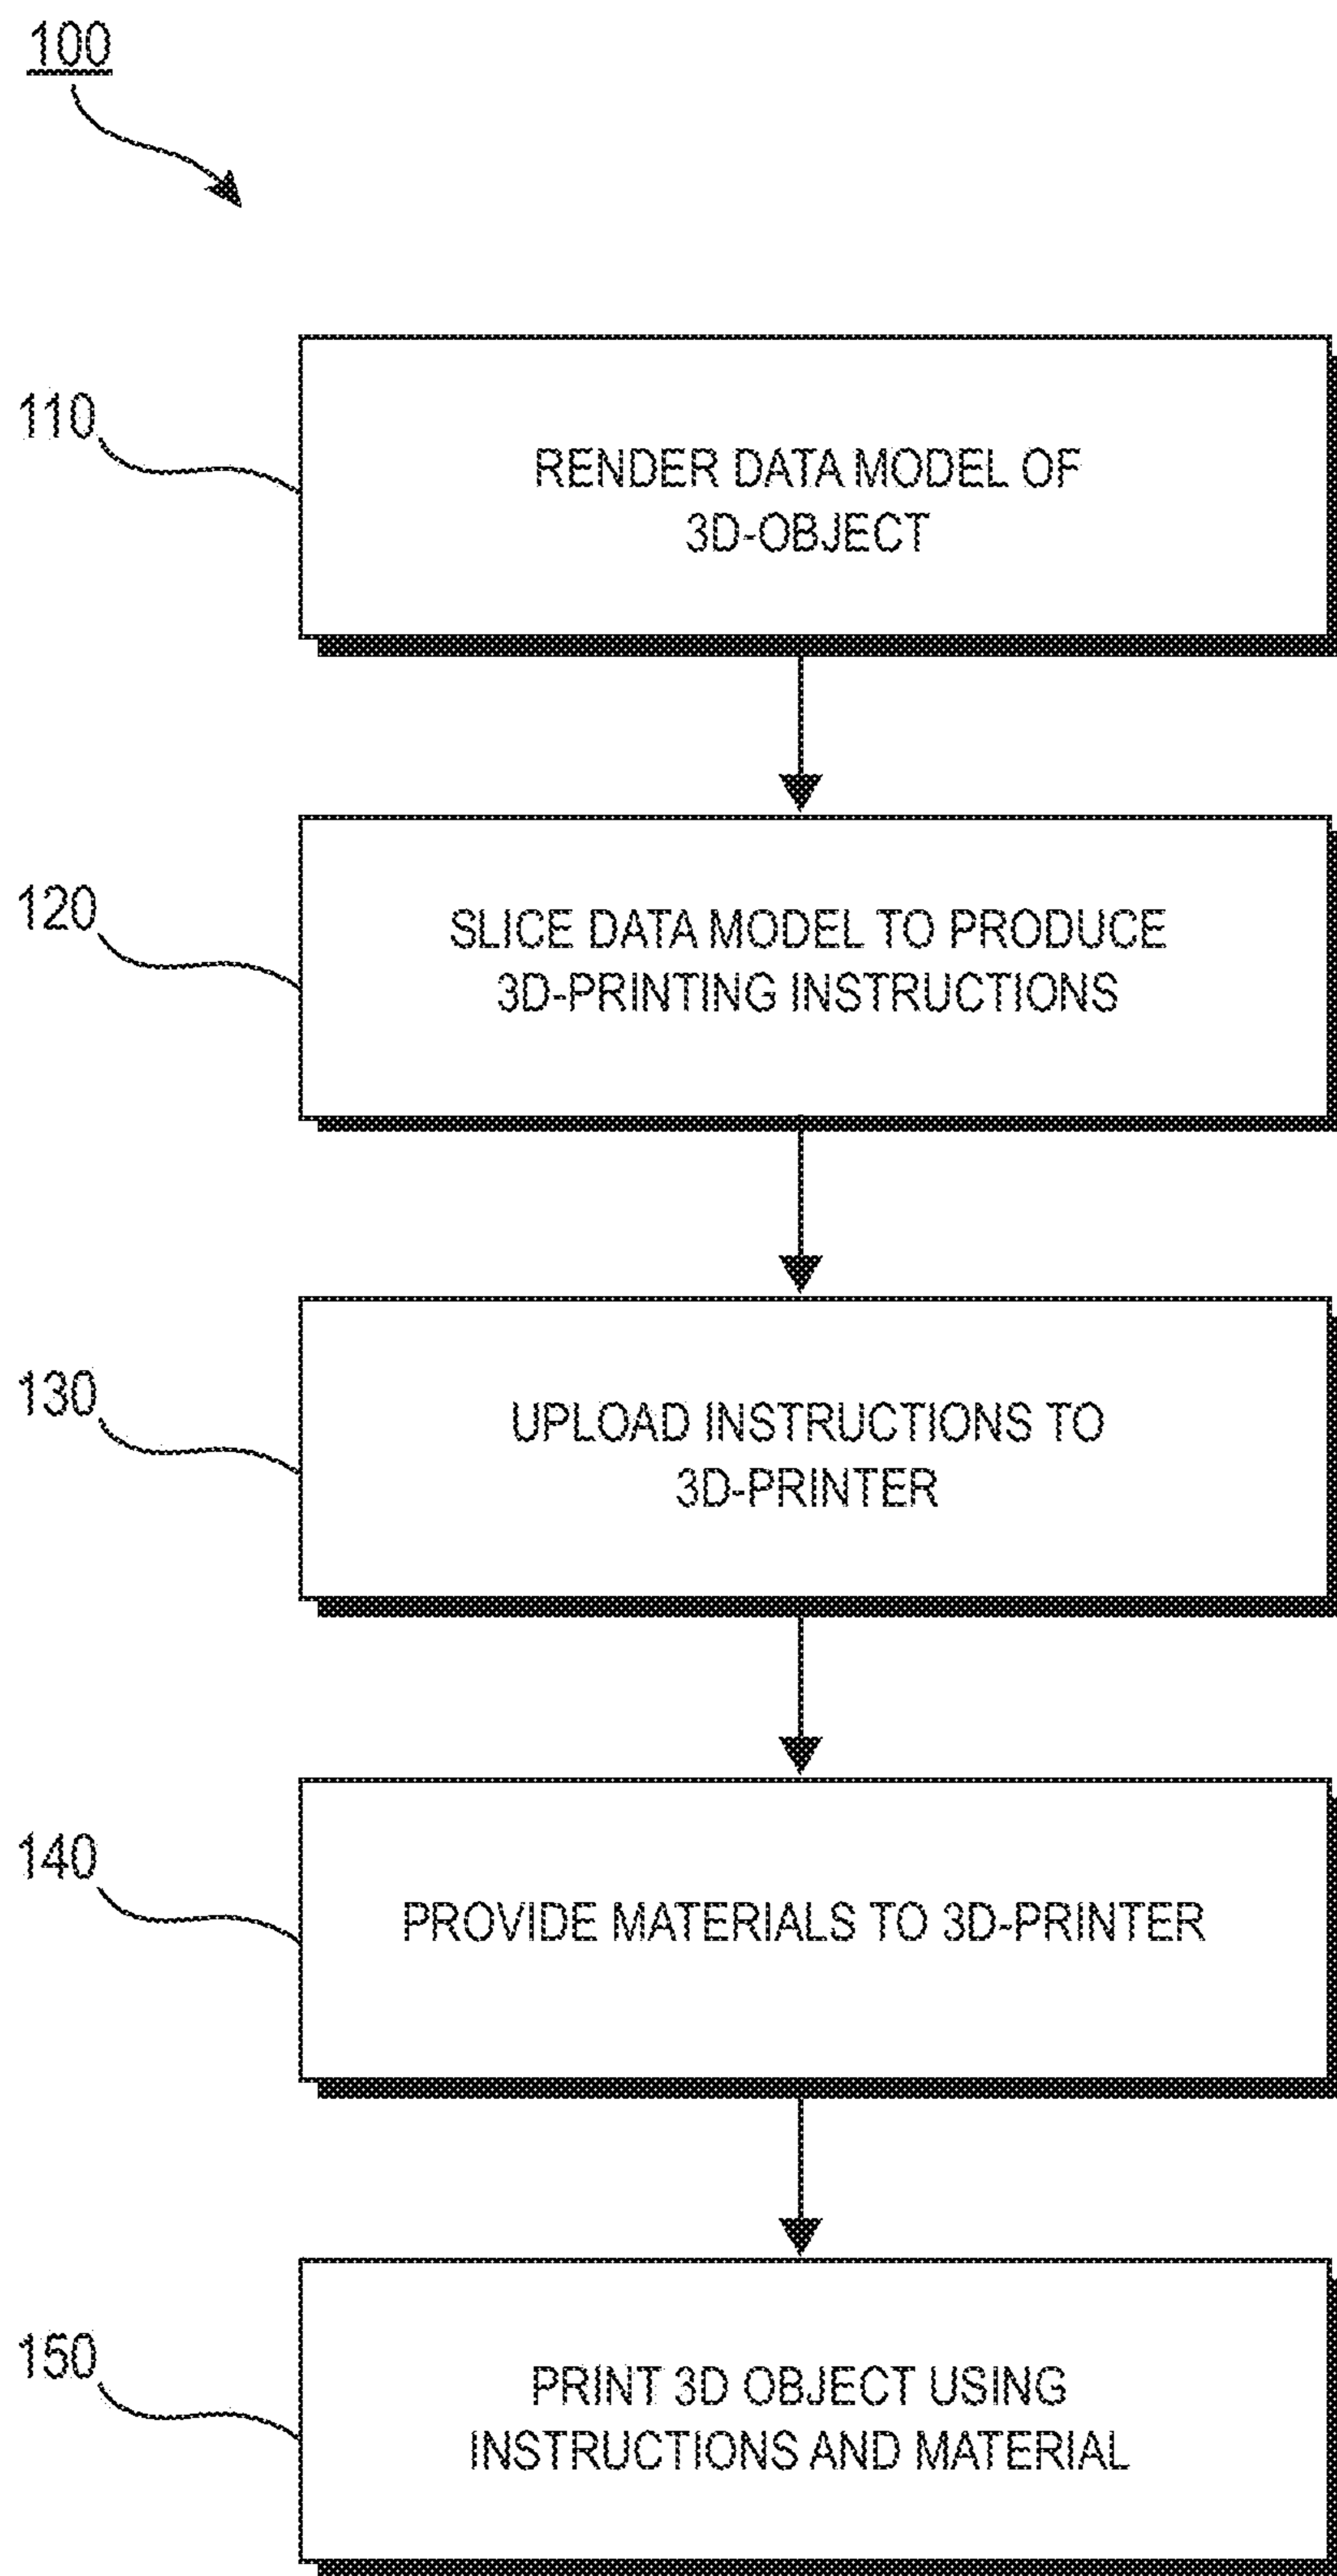 100
110
RENDER DATA MODEL OF
3D-OBJECT
120
SLICE DATA MODEL TO PRODUCE
3D-PRINTING INSTRUCTIONS
130
UPLOAD INSTRUCTIONS TO
3D-PRINTER
140
PROVIDE MATERIALS TO 3D-PRINTER
150
PRINT 3D OBJECT USING
INSTRUCTIONS AND MATERIAL